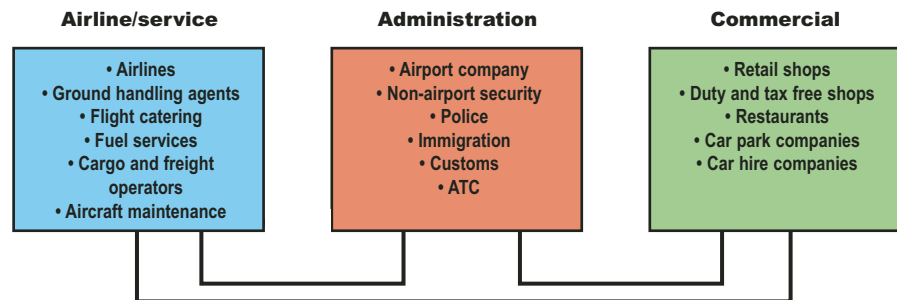 Airline/service
• Airlines
• Ground handling agents
• Flight catering
• Fuel services
• Cargo and freight
operators
• Aircraft maintenance
Administration
• Airport company
• Non-airport security
• Police
• Immigration
• Customs
• ATC
Commercial
• Retail shops
• Duty and tax free shops
• Restaurants
• Car park companies
• Car hire companies